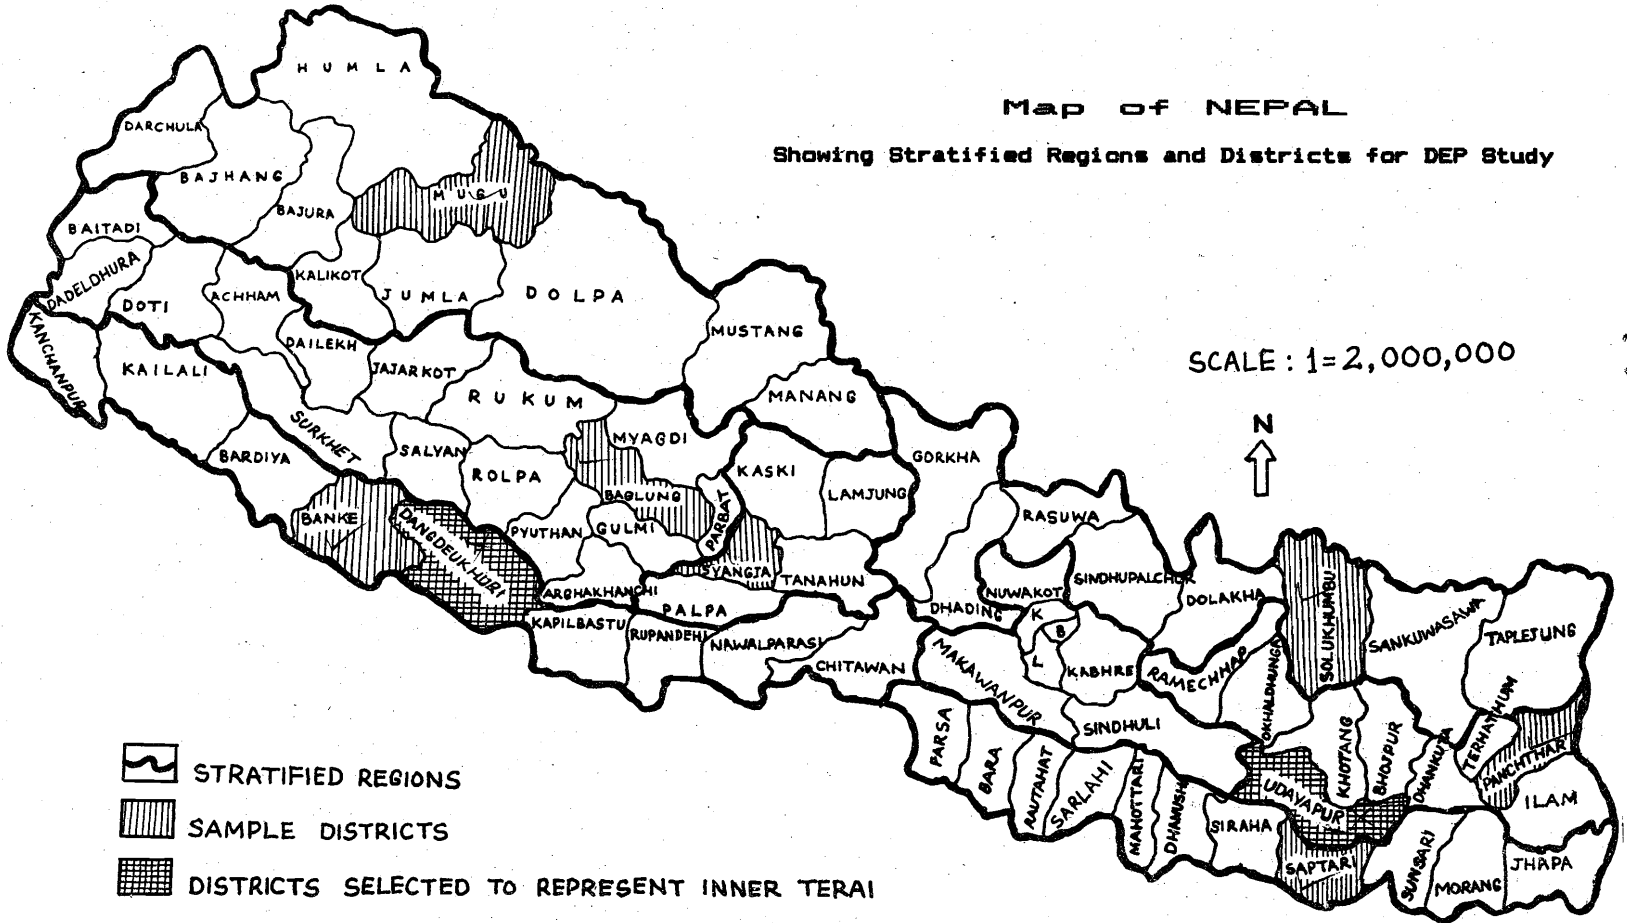 Map of NEPAL
Showing Stratified Regions and Districts for DEP Study
SCALE : 1=2,000,000
N
HUMLA
DARCHULA
BAJHANG
BAJURA
MUGU
BAITADI
DADELDHURA
DOTI
ACHHAM
KALIKOT
JUMLA
DOLPA
KANCHANPUR
KAILALI
DAILEKH
JAJARKOT
RUKUM
MUSTANG
MANANG
SURKHET
BARDIYA
SALYAN
ROLPA
MYAGDI
KASKI
LAMJUNG
GORKHA
BANKE
DANGDEUKHURI
PYUTHAN
GULMI
BAGLUNG
PARBAT
SYANGJA
TANAHUN
ARGHAKHANCHI
PALPA
KAPILBASTU
RUPANDEHI
NAWALPARASI
CHITAWAN
DHADING
RASUWA
NUWAKOT
SINDHUPALCHOK
DOLAKHA
K
B
L
KABHRE
RAMECHHAP
MAKAWANPUR
SINDHULI
OKHALDHUNGA
SOLUKHUMBU
SANKUWASAWA
TAPLEJUNG
PARSA
BARA
RAUTAHAT
SARLAHI
MAHOTTARI
DHANUSHA
SIRAHA
UDAYAPUR
KHOTANG
BHOJPUR
DHANKUTA
TERHATHUM
PANCHTHAR
ILAM
SAPTARI
SUNSARI
MORANG
JHAPA
STRATIFIED REGIONS
SAMPLE DISTRICTS
DISTRICTS SELECTED TO REPRESENT INNER TERAI